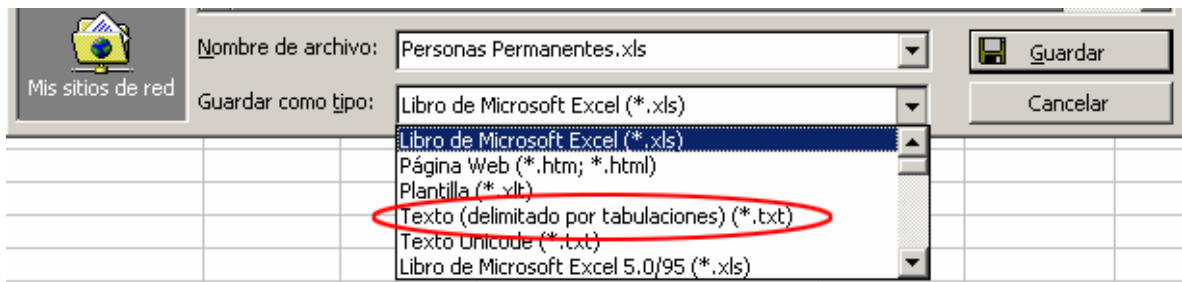 Nombre de archivo: Personas Permanentes.xls Guardar
Mis sitios de red
Guardar como tipo: Libro de Microsoft Excel (*.xls) Cancelar
Libro de Microsoft Excel (*.xls)
Página Web (*.htm; *.html)
Plantilla (*.xlt)
Texto (delimitado por tabulaciones) (*.txt)
Texto Unicode (*.txt)
Libro de Microsoft Excel 5.0/95 (*.xls)